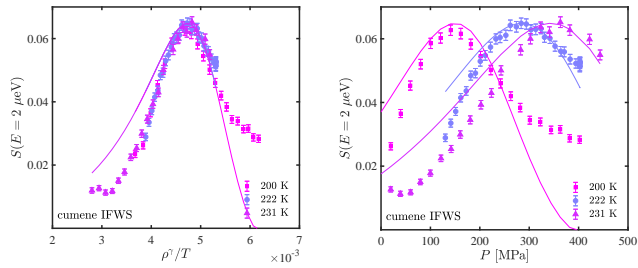 S(E = 2 μeV)
0.06
0.04
0.02
200 K
222 K
231 K
cumene IFWS
2 3 4 5 6 7
ρ^γ/T
×10⁻³
S(E = 2 μeV)
0.06
0.04
0.02
200 K
222 K
231 K
cumene IFWS
0 100 200 300 400 500
P [MPa]